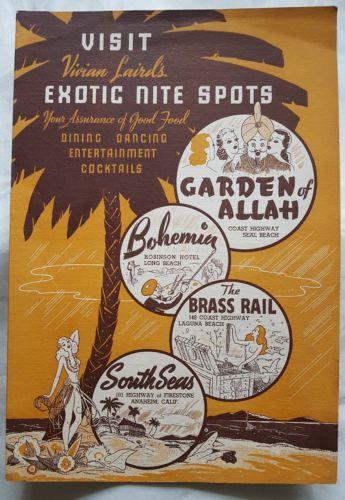 VISIT
Vivian Laird's
EXOTIC NITE SPOTS
Your Assurance of Good Food
DINING DANCING
ENTERTAINMENT
COCKTAILS
GARDEN of
ALLAH
COAST HIGHWAY
SEAL BEACH
Bohemia
ROBINSON HOTEL
LONG BEACH
The
BRASS RAIL
148 COAST HIGHWAY
LAGUNA BEACH
South Seas
101 HIGHWAY, at FIRESTONE
ANAHEIM, CALIF.